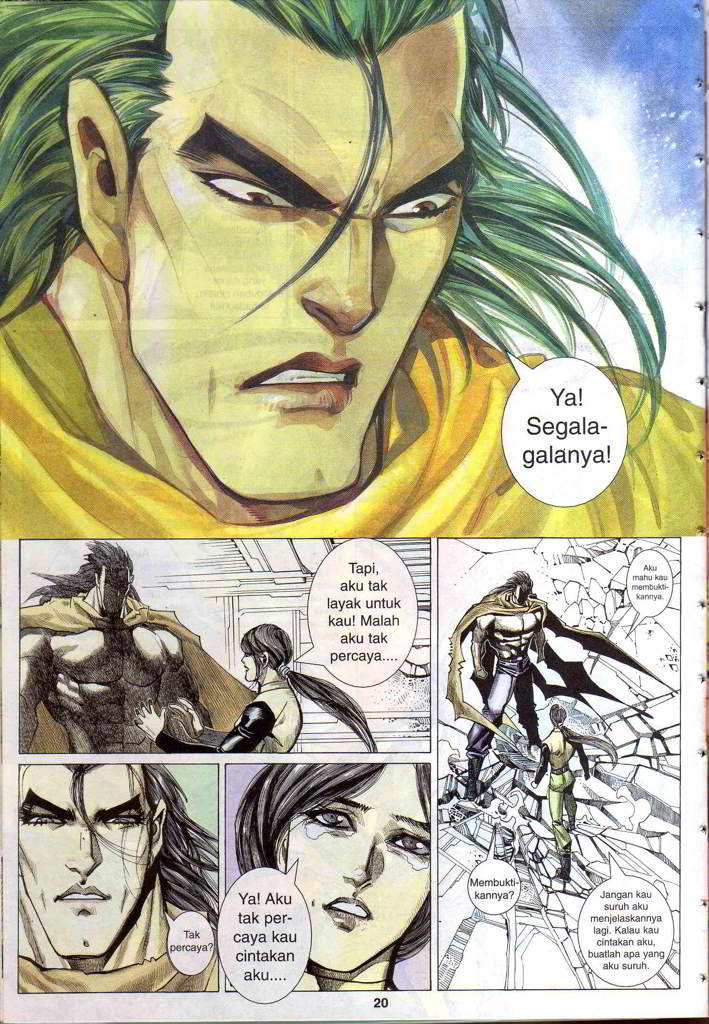 Ya!
Segala-
galanya!
Tapi,
aku tak
layak untuk
kau! Malah
aku tak
percaya....
Tak
percaya?
Ya! Aku
tak per-
caya kau
cintakan
aku....
Aku
mahu kau
membukti-
kannya.
Membukti-
kannya?
Jangan kau
suruh aku
menjelaskannya
lagi. Kalau kau
cintakan aku,
buatlah apa yang
aku suruh.
20